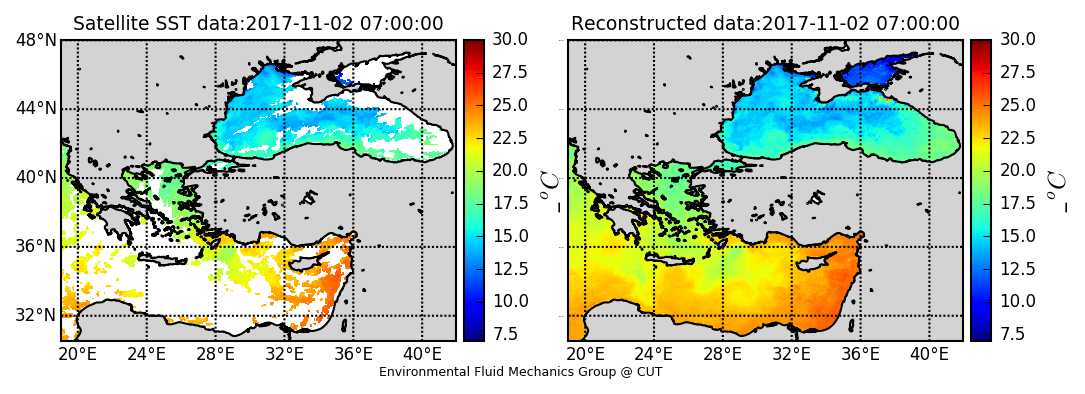 Satellite SST data:2017-11-02 07:00:00
Reconstructed data:2017-11-02 07:00:00
48°N
44°N
40°N
36°N
32°N
20°E 24°E 28°E 32°E 36°E 40°E
30.0
27.5
25.0
22.5
20.0
17.5
15.0
12.5
10.0
7.5
_°C
20°E 24°E 28°E 32°E 36°E 40°E
30.0
27.5
25.0
22.5
20.0
17.5
15.0
12.5
10.0
7.5
_°C
Environmental Fluid Mechanics Group @ CUT